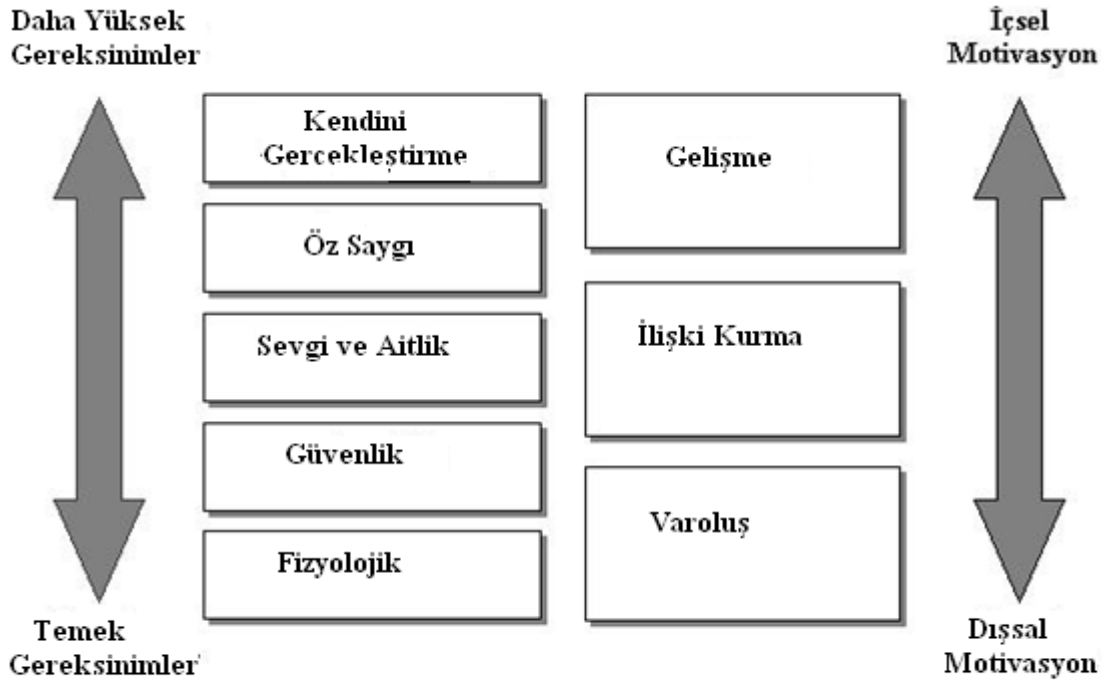 Daha Yüksek
Gereksinimler
İçsel
Motivasyon
Kendini
Gercekleştirme
Gelişme
Öz Saygı
İlişki Kurma
Sevgi ve Aitlik
Güvenlik
Varoluş
Fizyolojik
Temek
Gereksinimler
Dışsal
Motivasyon